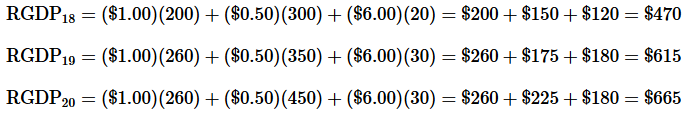 RGDP₁₈ = ($1.00)(200) + ($0.50)(300) + ($6.00)(20) = $200 + $150 + $120 = $470
RGDP₁₉ = ($1.00)(260) + ($0.50)(350) + ($6.00)(30) = $260 + $175 + $180 = $615
RGDP₂₀ = ($1.00)(260) + ($0.50)(450) + ($6.00)(30) = $260 + $225 + $180 = $665